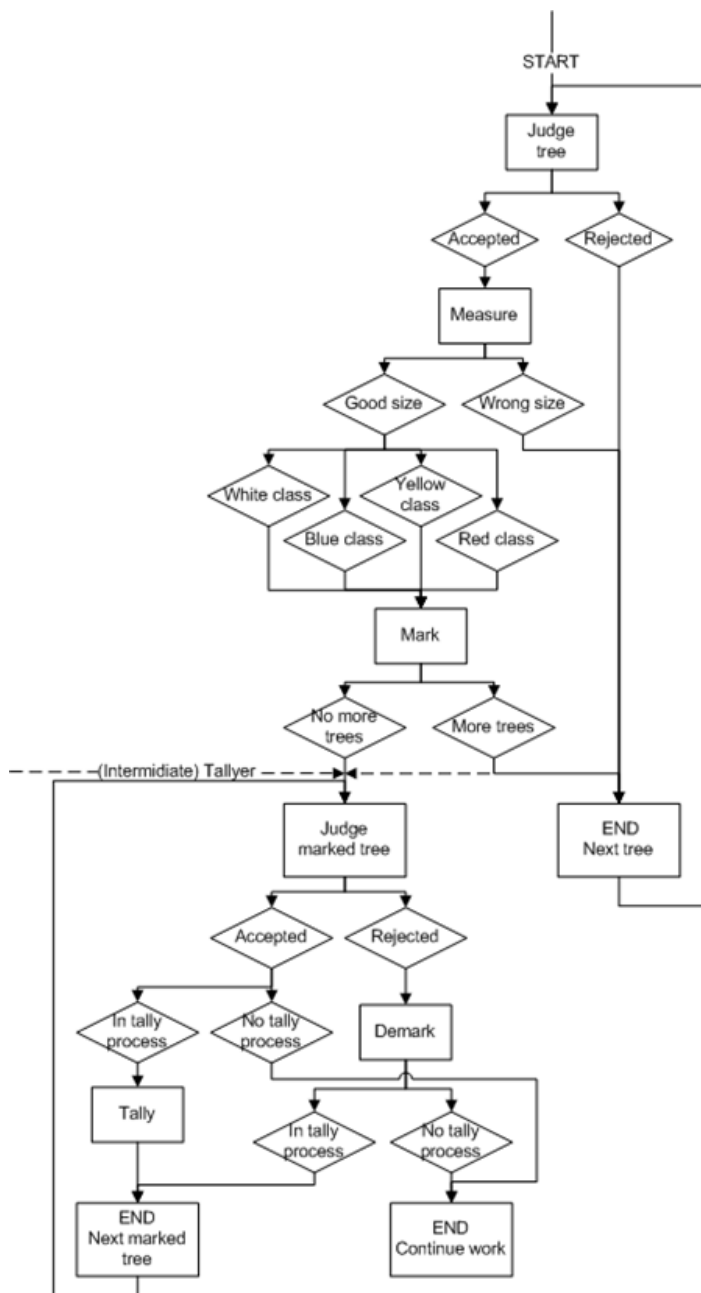 START
Judge
tree
Accepted
Rejected
Measure
Good size
Wrong size
White class
Yellow
class
Blue class
Red class
Mark
No more
trees
More trees
(Intermidiate) Tallyer
Judge
marked tree
END
Next tree
Accepted
Rejected
In tally
process
No tally
process
Demark
Tally
In tally
process
No tally
process
END
Next marked
tree
END
Continue work